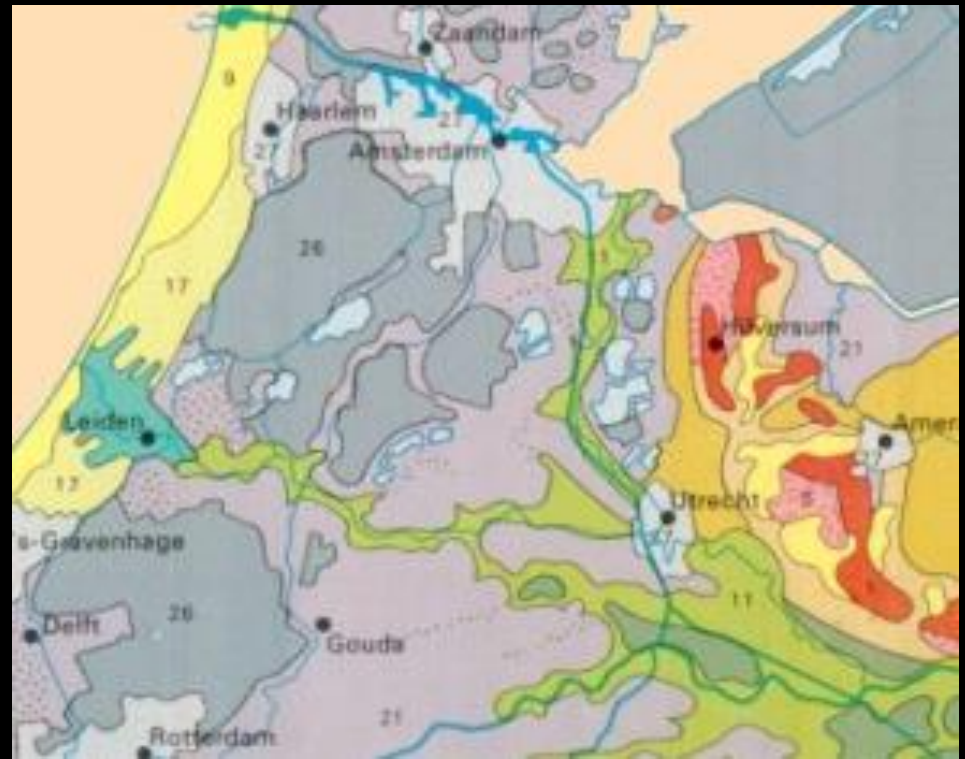 Zaandam
9
Haarlem
27
21
Amsterdam
26
17
Hilversum
21
Leiden
Amer
17
Utrecht
5
s-Gravenhage
11
26
Delft
Gouda
21
Rotterdam